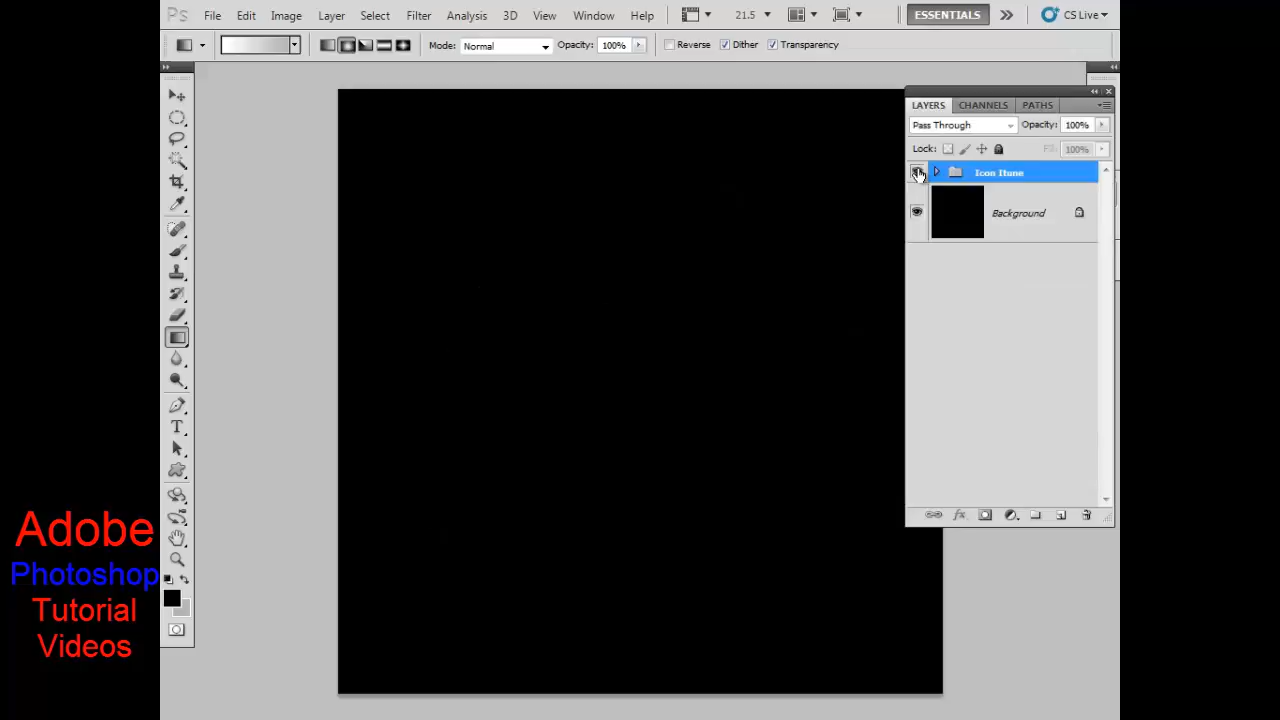 Ps File Edit Image Layer Select Filter Analysis 3D View Window Help 21.5 ESSENTIALS CS Live
Mode: Normal Opacity: 100% Reverse Dither Transparency
LAYERS CHANNELS PATHS
Pass Through Opacity: 100%
Lock: Fill: 100%
Icon Itune
Background
Adobe
Photoshop
Tutorial
Videos